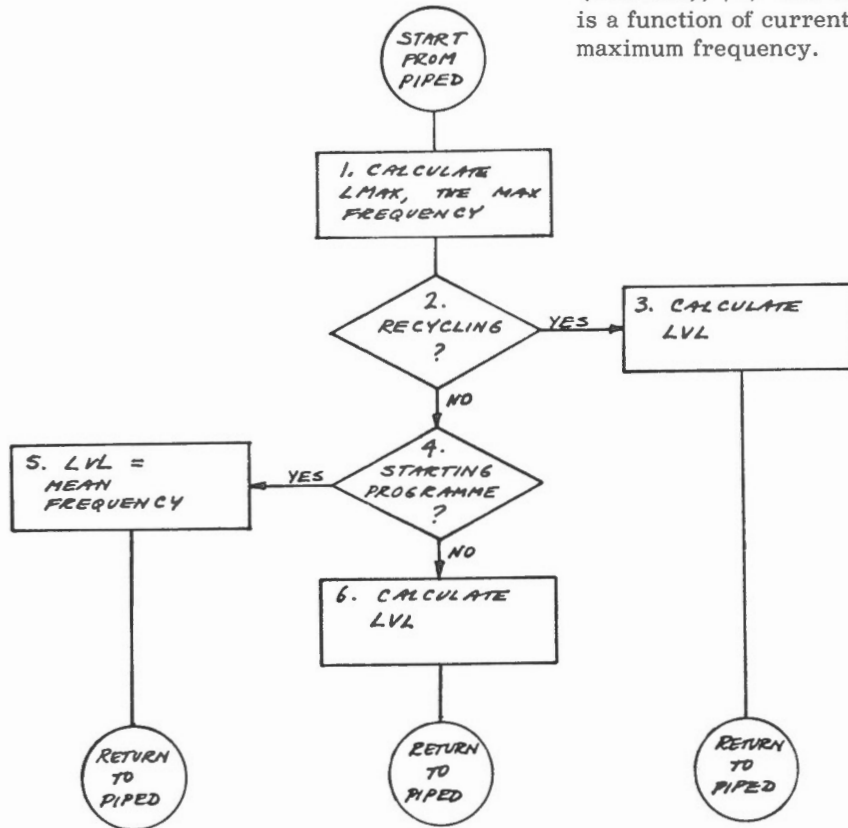 is a function of current
maximum frequency.
START
FROM
PIPED
1. CALCULATE
LMAX, THE MAX
FREQUENCY
2.
RECYCLING
?
YES
3. CALCULATE
LVL
NO
4.
STARTING
PROGRAMME
?
YES
5. LVL =
MEAN
FREQUENCY
NO
6. CALCULATE
LVL
RETURN
TO
PIPED
RETURN
TO
PIPED
RETURN
TO
PIPED